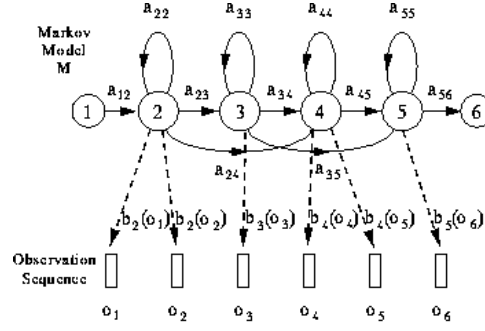 a22 a33 a44 a55
Markov
Model
M
a12 a23 a34 a45 a56
1 2 3 4 5 6
a24 a35
b2(o1) b2(o2) b3(o3) b4(o4) b4(o5) b5(o6)
Observation
Sequence
o1 o2 o3 o4 o5 o6